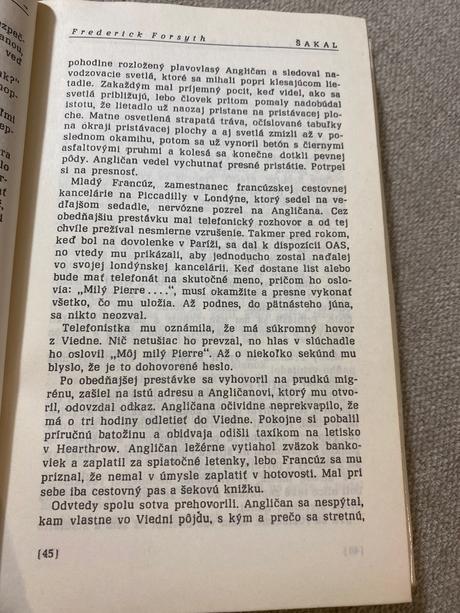 Frederick Forsyth ŠAKAL
pohodlne rozložený plavovlasý Angličan a sledoval na-
vodzovacie svetlá, ktoré sa mihali popri klesajúcom lie-
tadle. Zakaždým mal príjemný pocit, keď videl, ako sa
svetlá približujú, lebo človek pritom pomaly nadobúdal
istotu, že lietadlo už naozaj pristane na pristávacej plo-
che. Matne osvetlená strapatá tráva, očíslované tabuľky
na okraji pristávacej plochy a aj svetlá zmizli až v po-
slednom okamihu, potom sa už vynoril betón s čiernymi
asfaltovými pruhmi a kolesá sa konečne dotkli pevnej
pôdy. Angličan vedel vychutnať presné pristátie. Potrpel
si na presnosť.
Mladý Francúz, zamestnanec francúzskej cestovnej
kancelárie na Piccadilly v Londýne, ktorý sedel na ve-
dľajšom sedadle, nervózne pozrel na Angličana. Cez
obedňajšiu prestávku mal telefonický rozhovor a od tej
chvíle prežíval nesmierne vzrušenie. Takmer pred rokom,
keď bol na dovolenke v Paríži, sa dal k dispozícii OAS,
no vtedy mu prikázali, aby jednoducho zostal naďalej
vo svojej londýnskej kancelárii. Keď dostane list alebo
bude mať telefonát na skutočné meno, pričom ho oslo-
via: „Milý Pierre....“, musí okamžite a presne vykonať
všetko, čo mu uložia. Až podnes, do pätnásteho júna,
sa nikto neozval.
Telefonistka mu oznámila, že má súkromný hovor
z Viedne. Nič netušiac ho prevzal, no hlas v slúchadle
ho oslovil „Môj milý Pierre“. Až o niekoľko sekúnd mu
blyslo, že je to dohovorené heslo.
Po obedňajšej prestávke sa vyhovoril na prudkú mig-
rénu, zašiel na istú adresu a Angličanovi, ktorý mu otvo-
ril, odovzdal odkaz. Angličana očividne neprekvapilo, že
má o tri hodiny odletieť do Viedne. Pokojne si pobalil
príručnú batožinu a obidvaja odišli taxíkom na letisko
v Hearthrow. Angličan ležérne vytiahol zväzok banko-
viek a zaplatil za spiatočné letenky, lebo Francúz sa mu
priznal, že nemal v úmysle zaplatiť v hotovosti. Mal pri
sebe iba cestovný pas a šekovú knižku.
Odvtedy spolu sotva prehovorili. Angličan sa nespýtal,
kam vlastne vo Viedni pôjdu, s kým a prečo sa stretnú,
[45]